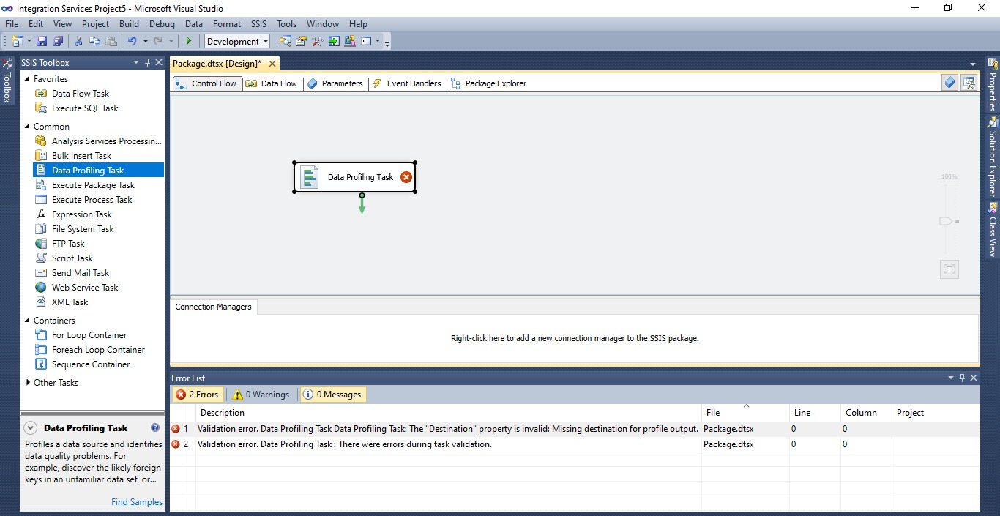 Integration Services Project5 - Microsoft Visual Studio
File Edit View Project Build Debug Data Format SSIS Tools Window Help
Development
Toolbox
SSIS Toolbox
Favorites
Data Flow Task
Execute SQL Task
Common
Analysis Services Processin...
Bulk Insert Task
Data Profiling Task
Execute Package Task
Execute Process Task
Expression Task
File System Task
FTP Task
Script Task
Send Mail Task
Web Service Task
XML Task
Containers
For Loop Container
Foreach Loop Container
Sequence Container
Other Tasks
Data Profiling Task
Profiles a data source and identifies
data quality problems. For
example, discover the likely foreign
keys in an unfamiliar data set, or...
Find Samples
Package.dtsx [Design]*
Control Flow Data Flow Parameters Event Handlers Package Explorer
Data Profiling Task
100%
Connection Managers
Right-click here to add a new connection manager to the SSIS package.
Error List
2 Errors 0 Warnings 0 Messages
Description File Line Column Project
1 Validation error. Data Profiling Task Data Profiling Task: The "Destination" property is invalid: Missing destination for profile output. Package.dtsx 0 0
2 Validation error. Data Profiling Task : There were errors during task validation. Package.dtsx 0 0
Properties
Solution Explorer
Class View